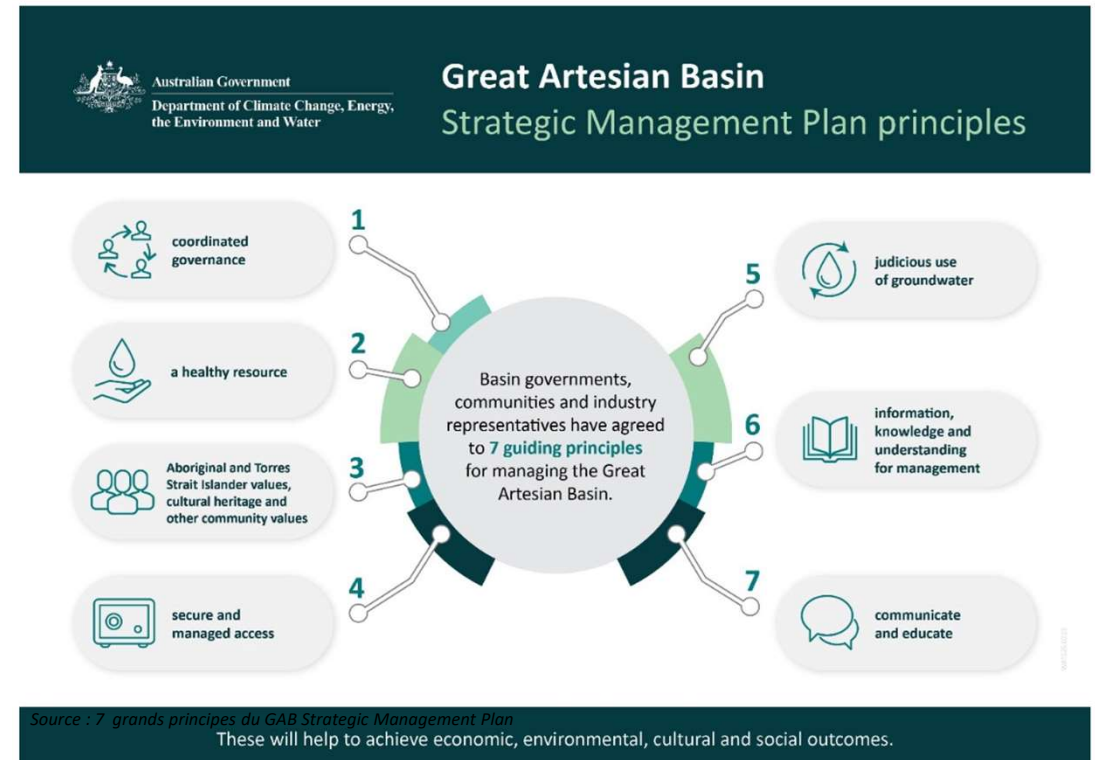 Australian Government
Department of Climate Change, Energy,
the Environment and Water
Great Artesian Basin
Strategic Management Plan principles
1
coordinated
governance
2
a healthy resource
3
Aboriginal and Torres
Strait Islander values,
cultural heritage and
other community values
4
secure and
managed access
Basin governments,
communities and industry
representatives have agreed
to 7 guiding principles
for managing the Great
Artesian Basin.
5
judicious use
of groundwater
6
information,
knowledge and
understanding
for management
7
communicate
and educate
Source : 7 grands principes du GAB Strategic Management Plan
These will help to achieve economic, environmental, cultural and social outcomes.